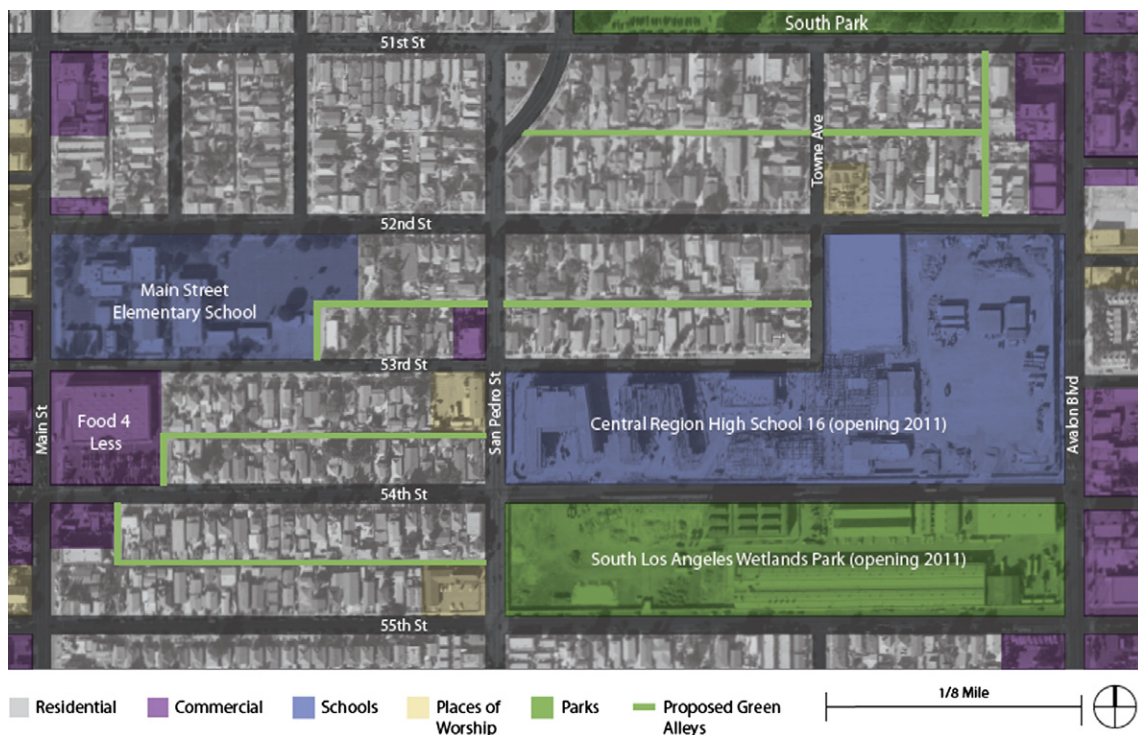 South Park
51st St
Towne Ave
52nd St
Main Street
Elementary School
53rd St
Main St
Food 4
Less
San Pedro St
Central Region High School 16 (opening 2011)
Avalon Blvd
54th St
South Los Angeles Wetlands Park (opening 2011)
55th St
Residential
Commercial
Schools
Places of
Worship
Parks
Proposed Green
Alleys
1/8 Mile